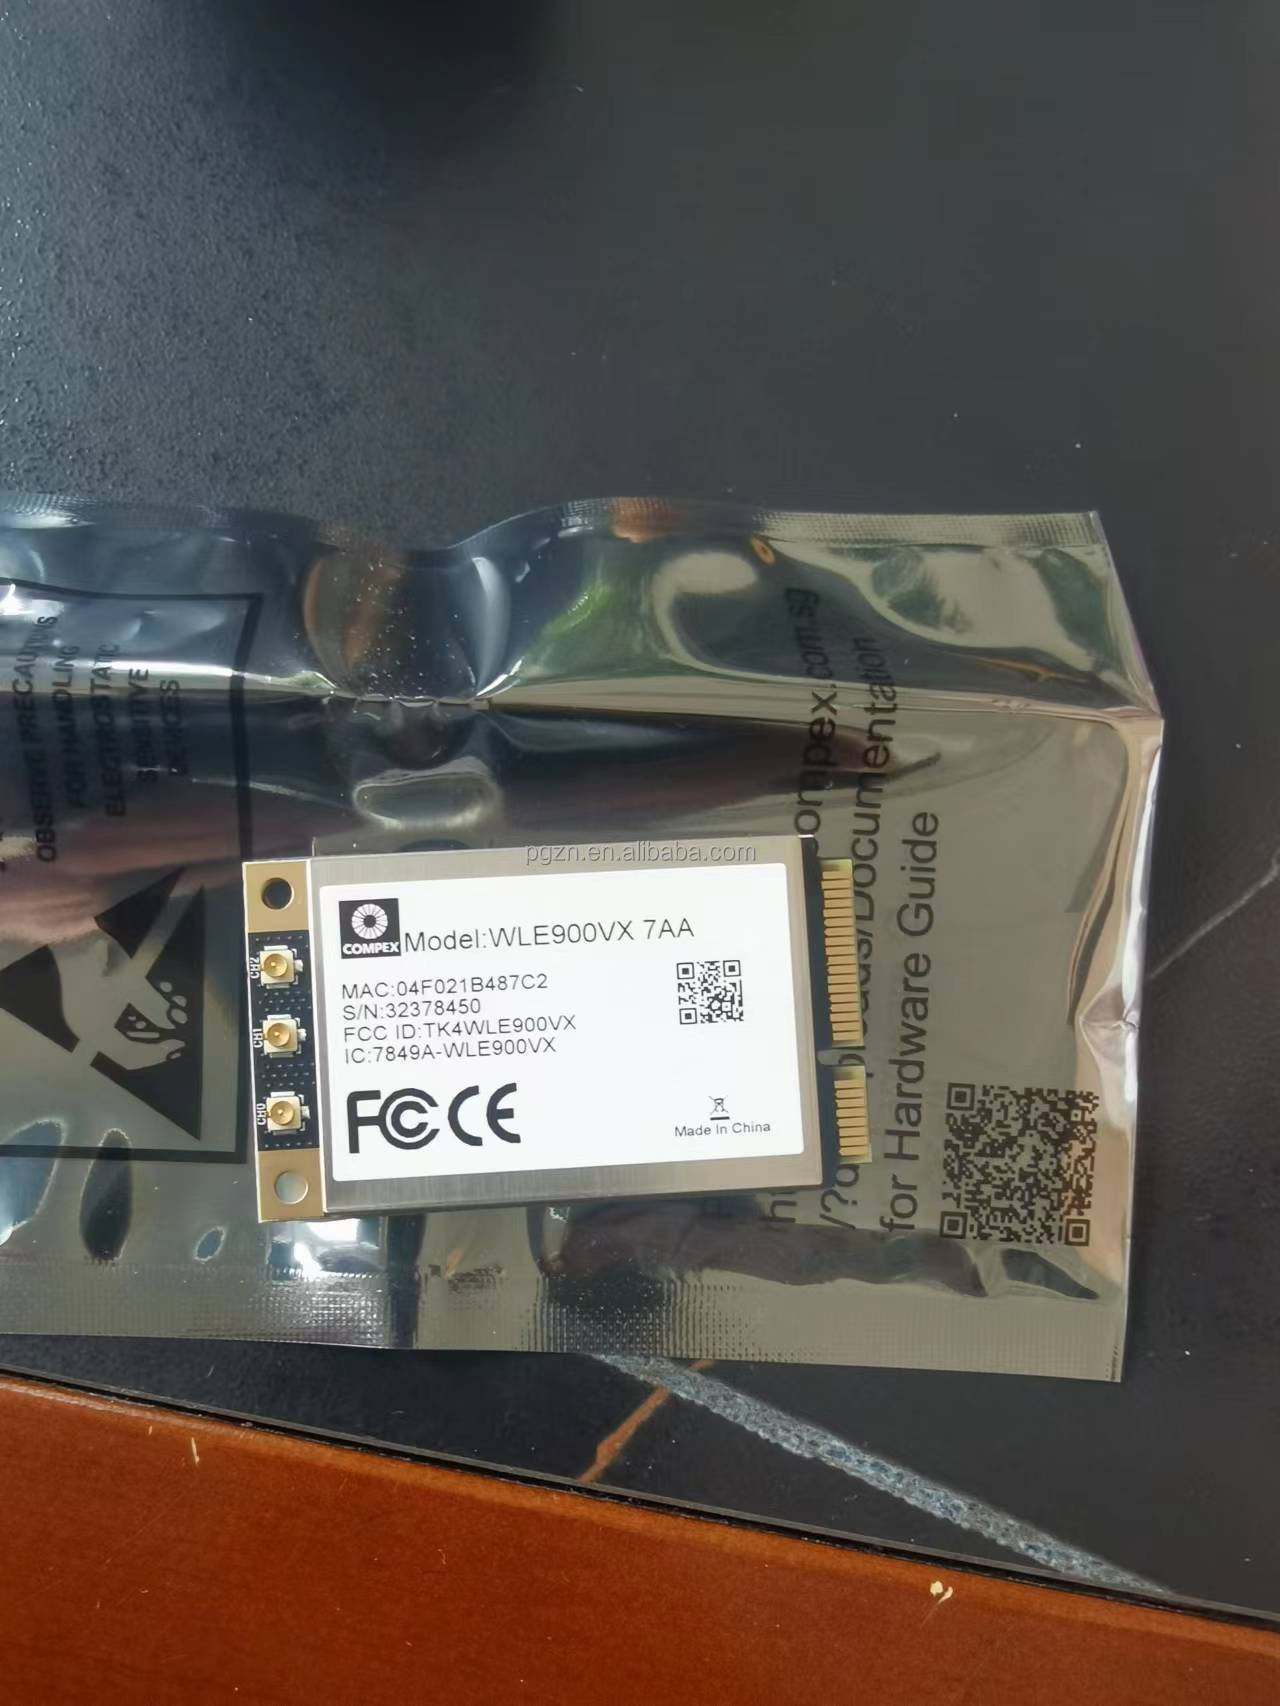 OBSERVE PRECAUTIONS
FOR HANDLING
ELECTROSTATIC
SENSITIVE
pgzn.en.alibaba.com
COMPEX
Model:WLE900VX 7AA
MAC:04F021B487C2
S/N:32378450
FCC ID:TK4WLE900VX
IC:7849A-WLE900VX
FC CE
Made In China
CH2
CH1
CH0
compex.com.sg
/Documentation
for Hardware Guide